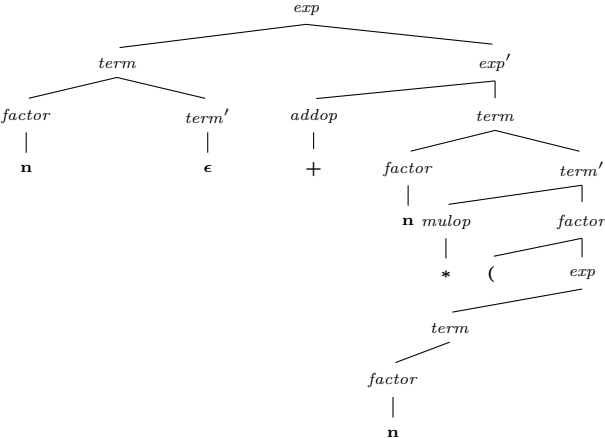 exp
term exp′
factor term′ addop term
n ϵ + factor term′
n mulop factor
* ( exp
term
factor
n